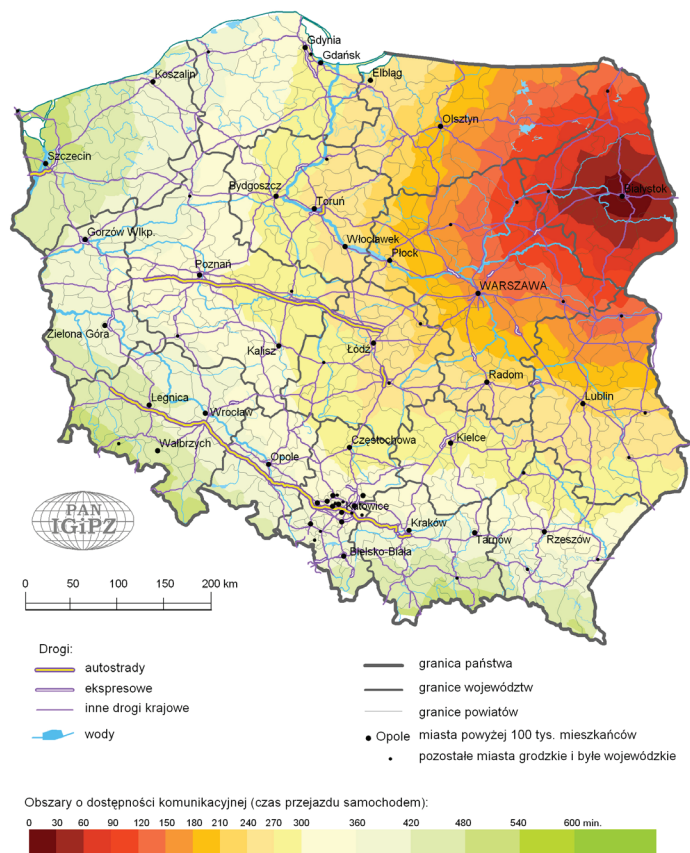 Gdynia
Gdańsk
Koszalin
Elbląg
Olsztyn
Szczecin
Białystok
Bydgoszcz
Toruń
Gorzów Wlkp.
Włocławek
Płock
Poznań
WARSZAWA
Zielona Góra
Kalisz
Łódź
Radom
Legnica
Lublin
Wrocław
Wałbrzych
Częstochowa
Kielce
Opole
Katowice
Kraków
Tarnów
Rzeszów
Bielsko-Biała
PAN
IGiPZ
0 50 100 150 200 km
Drogi:
autostrady
ekspresowe
inne drogi krajowe
wody
granica państwa
granice województw
granice powiatów
Opole miasta powyżej 100 tys. mieszkańców
pozostałe miasta grodzkie i byłe wojewódzkie
Obszary o dostępności komunikacyjnej (czas przejazdu samochodem):
0 30 60 90 120 150 180 210 240 270 300 360 420 480 540 600 min.